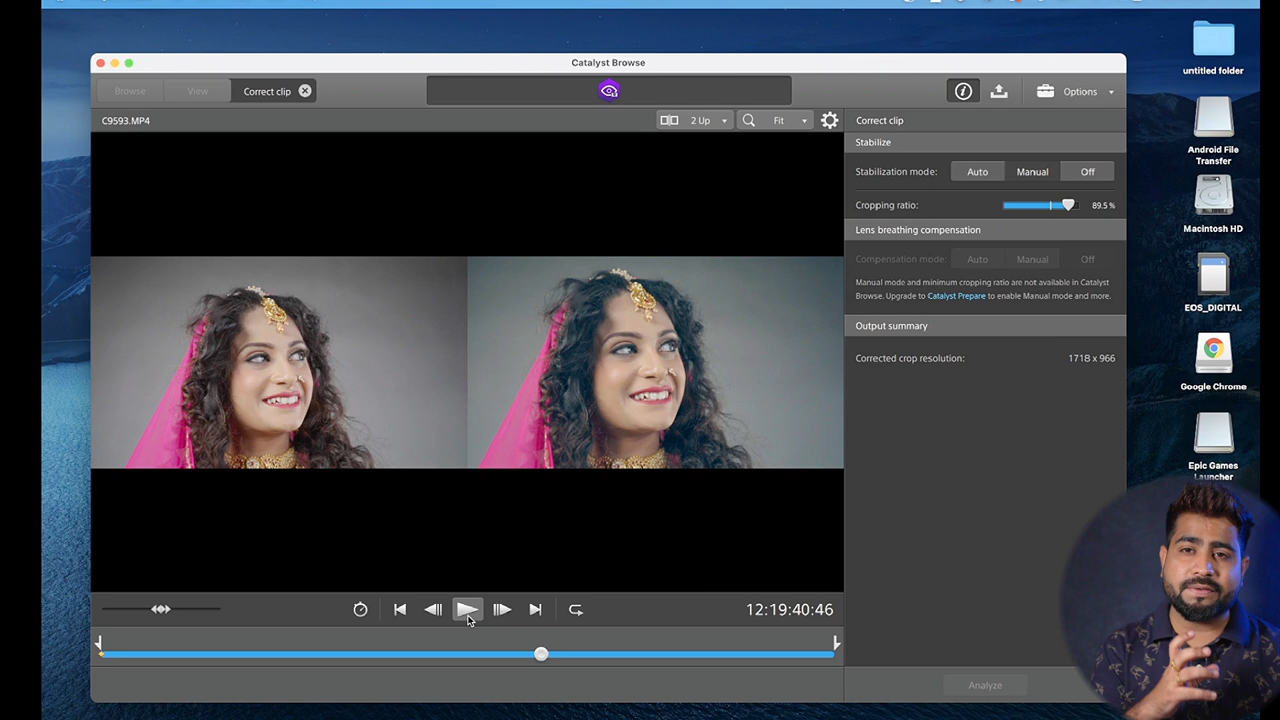 Catalyst Browse
untitled folder
Browse
View
Correct clip
Options
C9593.MP4
2 Up
Fit
Correct clip
Stabilize
Stabilization mode:
Auto
Manual
Off
Cropping ratio:
89.5 %
Lens breathing compensation
Compensation mode:
Auto
Manual
Off
Manual mode and minimum cropping ratio are not available in Catalyst
Browse. Upgrade to Catalyst Prepare to enable Manual mode and more.
Output summary
Corrected crop resolution:
1718 x 966
Android File
Transfer
Macintosh HD
EOS_DIGITAL
Google Chrome
Epic Games
Launcher
12:19:40:46
Analyze